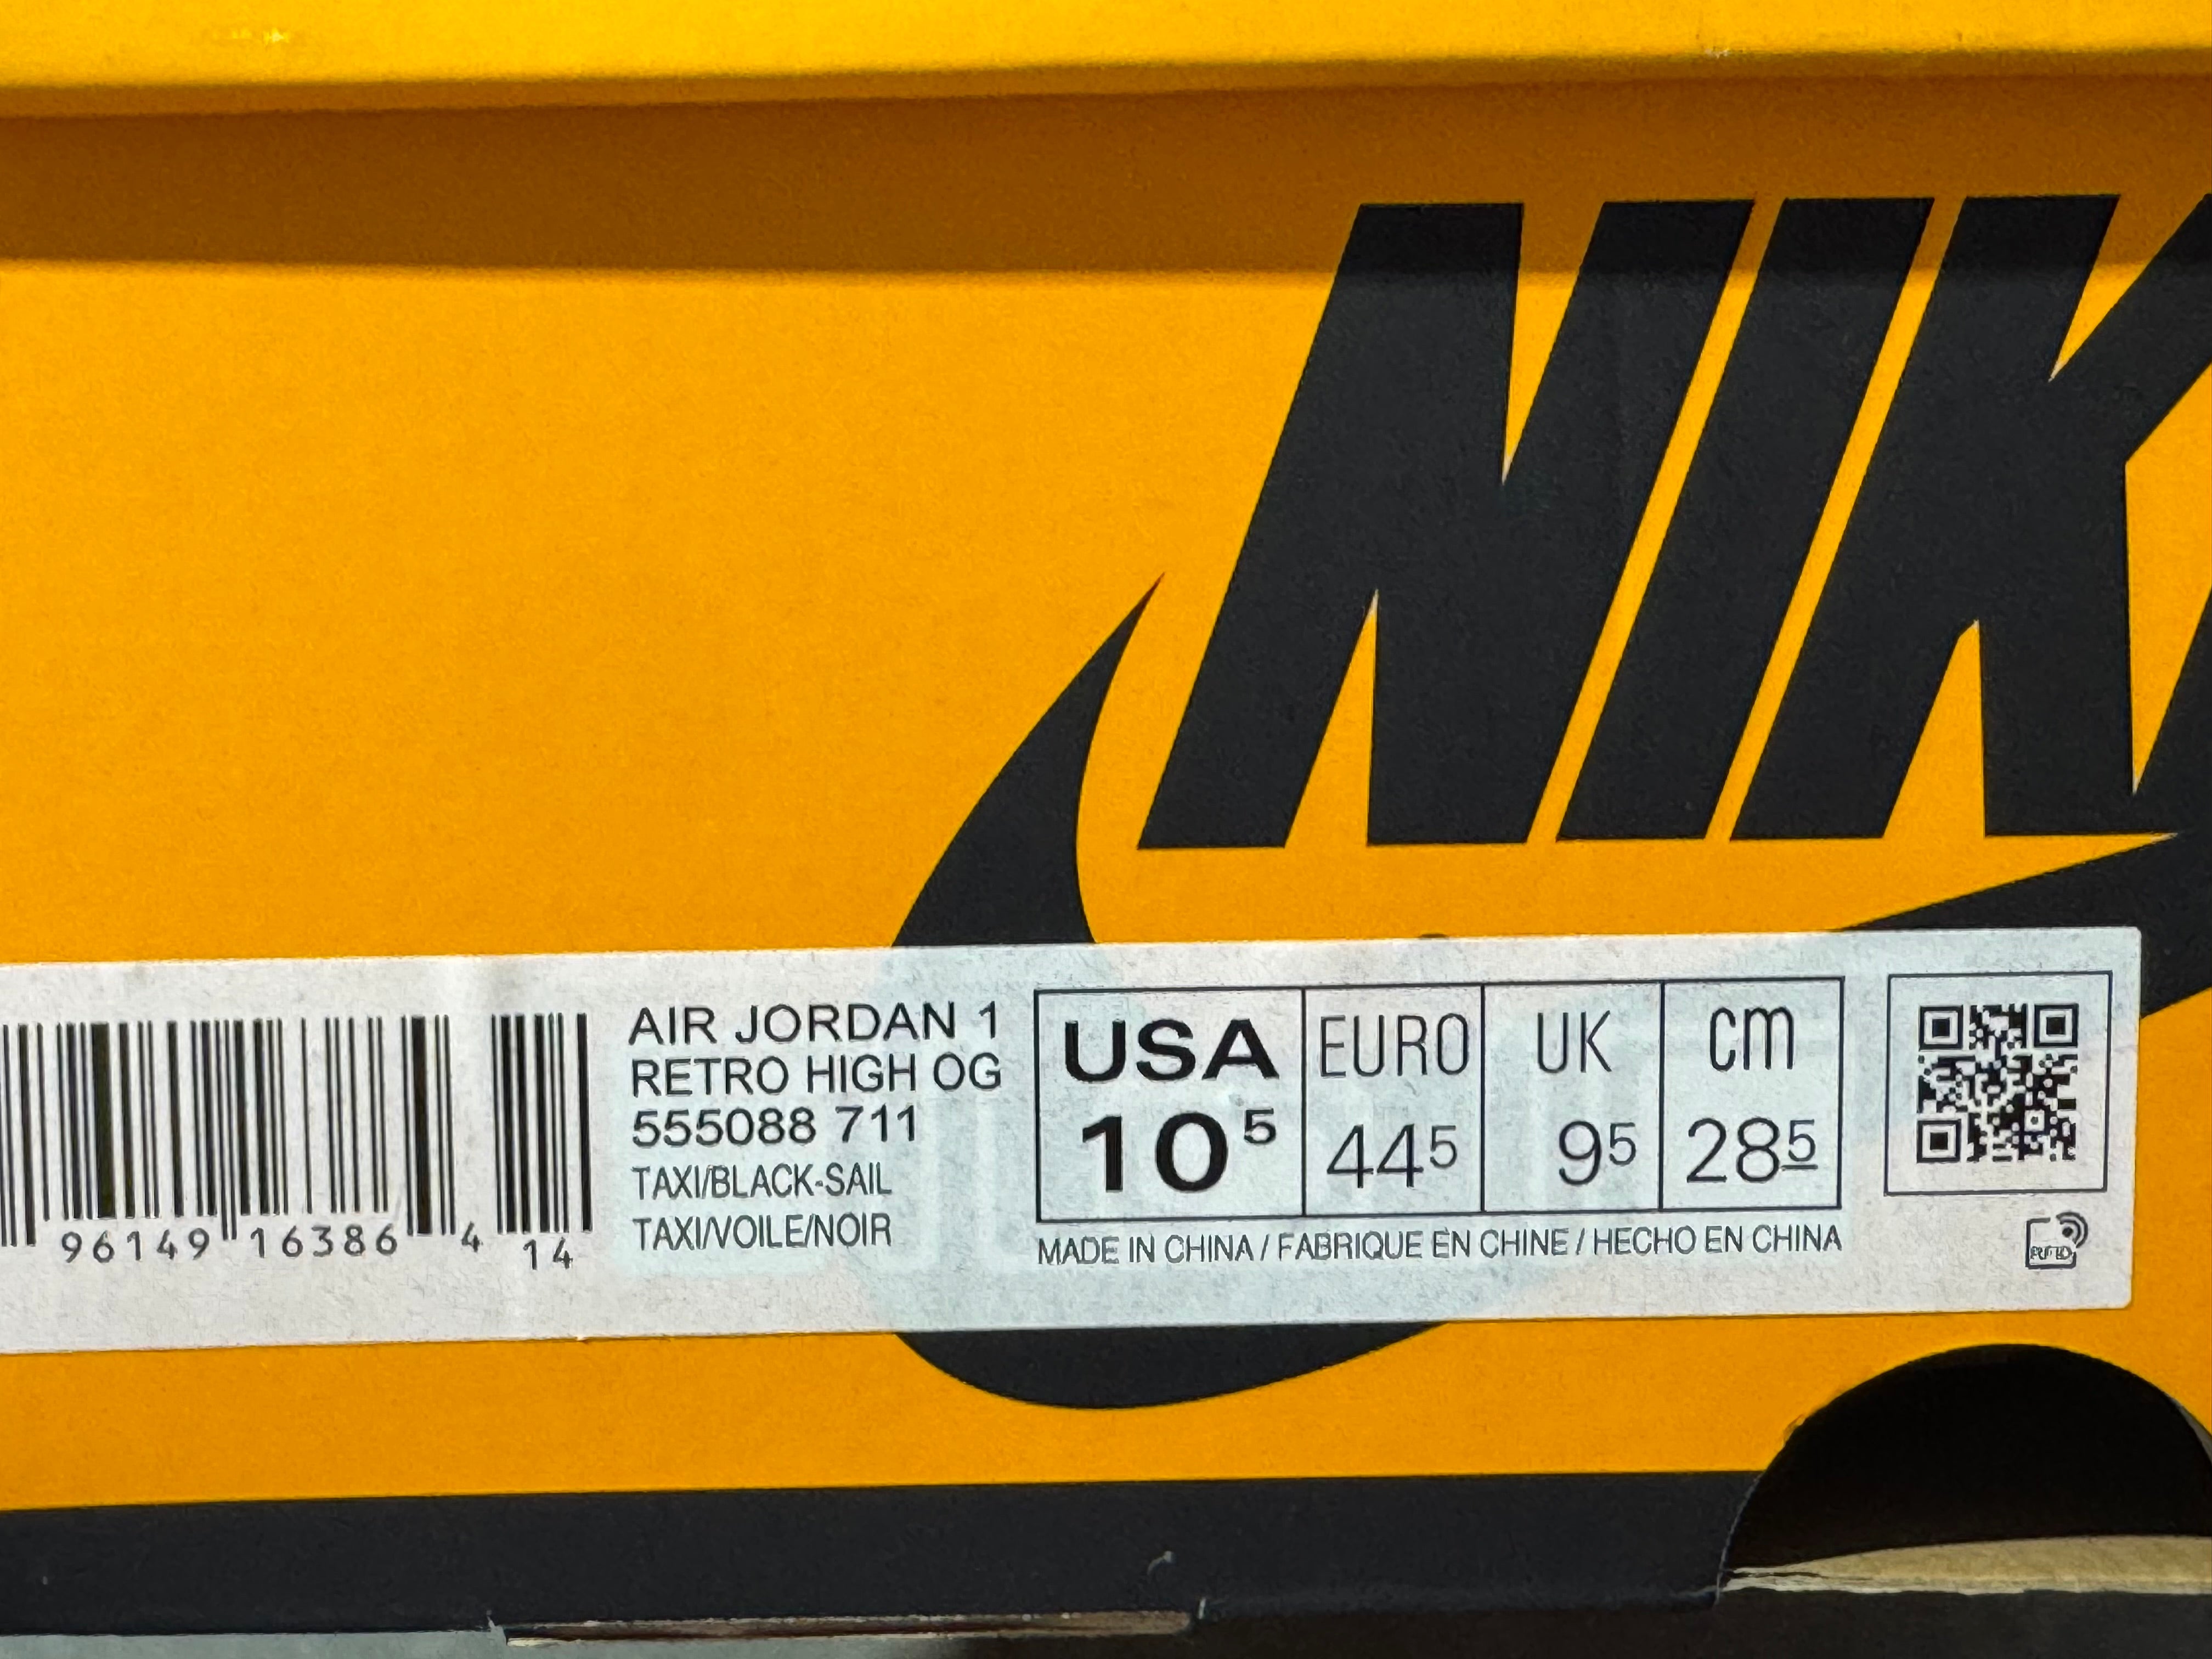 NIK
AIR JORDAN 1
RETRO HIGH OG
555088 711
TAXI/BLACK-SAIL
TAXI/VOILE/NOIR
USA EURO UK cm
10⁵ 44⁵ 9⁵ 28⁵
MADE IN CHINA / FABRIQUE EN CHINE / HECHO EN CHINA
96149 16386 4 14